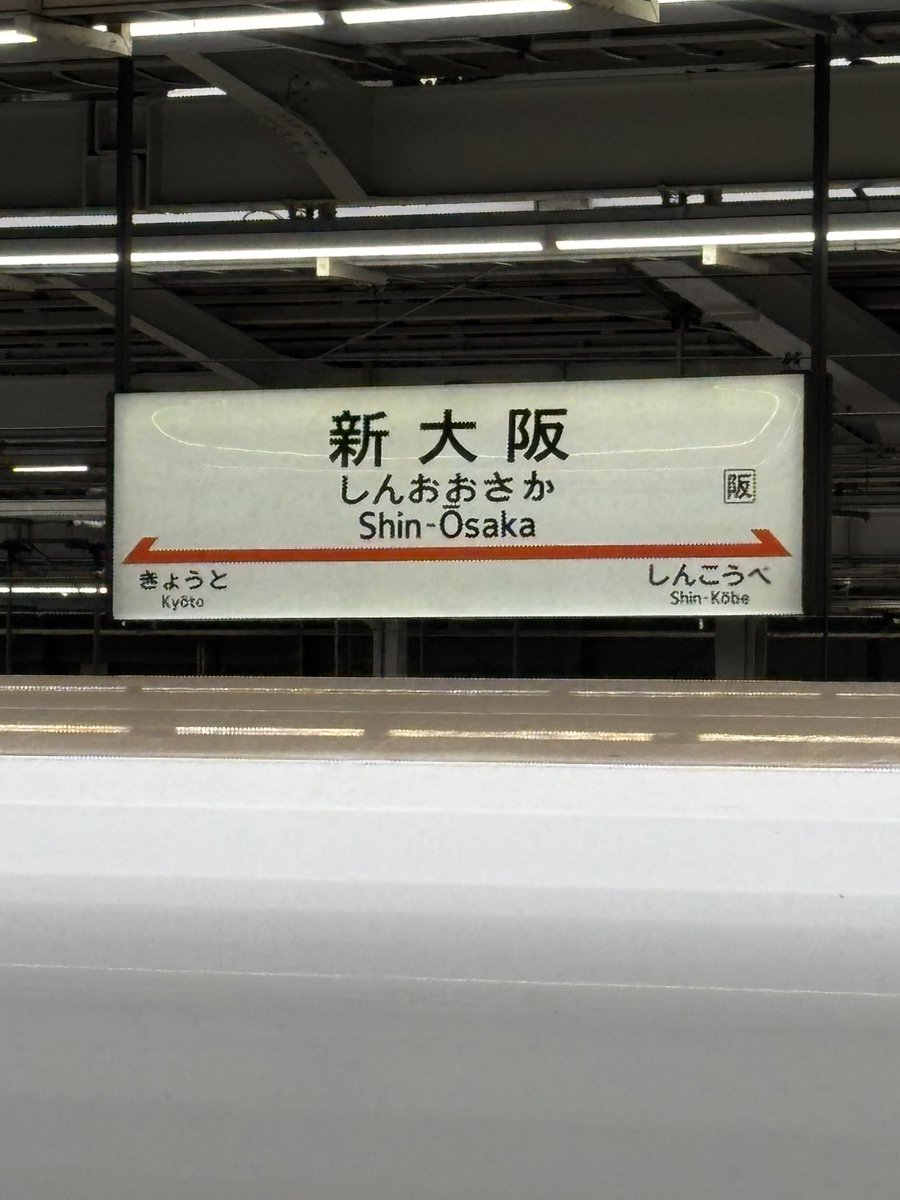 新大阪
しんおおさか
阪
Shin-Ōsaka
きょうと
しんこうべ
Kyōto
Shin-Kōbe